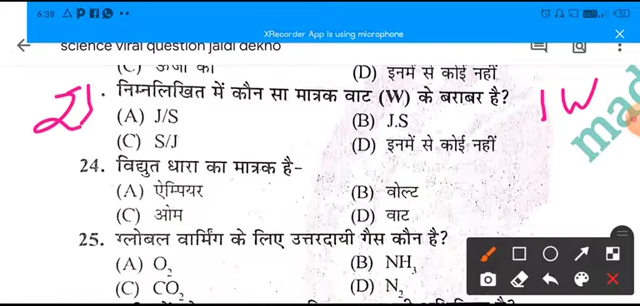 6:38
XRecorder App is using microphone
science viral question jaldi dekho
(C) ऊर्जा का (D) इनमें से कोई नहीं
. निम्नलिखित में कौन सा मात्रक वाट (W) के बराबर है?
(A) J/S (B) J.S
(C) S/J (D) इनमें से कोई नहीं
1W
24. विद्युत धारा का मात्रक है-
(A) ऐम्पियर (B) वोल्ट
(C) ओम (D) वाट
25. ग्लोबल वार्मिंग के लिए उत्तरदायी गैस कौन है?
(A) O₂ (B) NH₃
(C) CO₂ (D) N₂